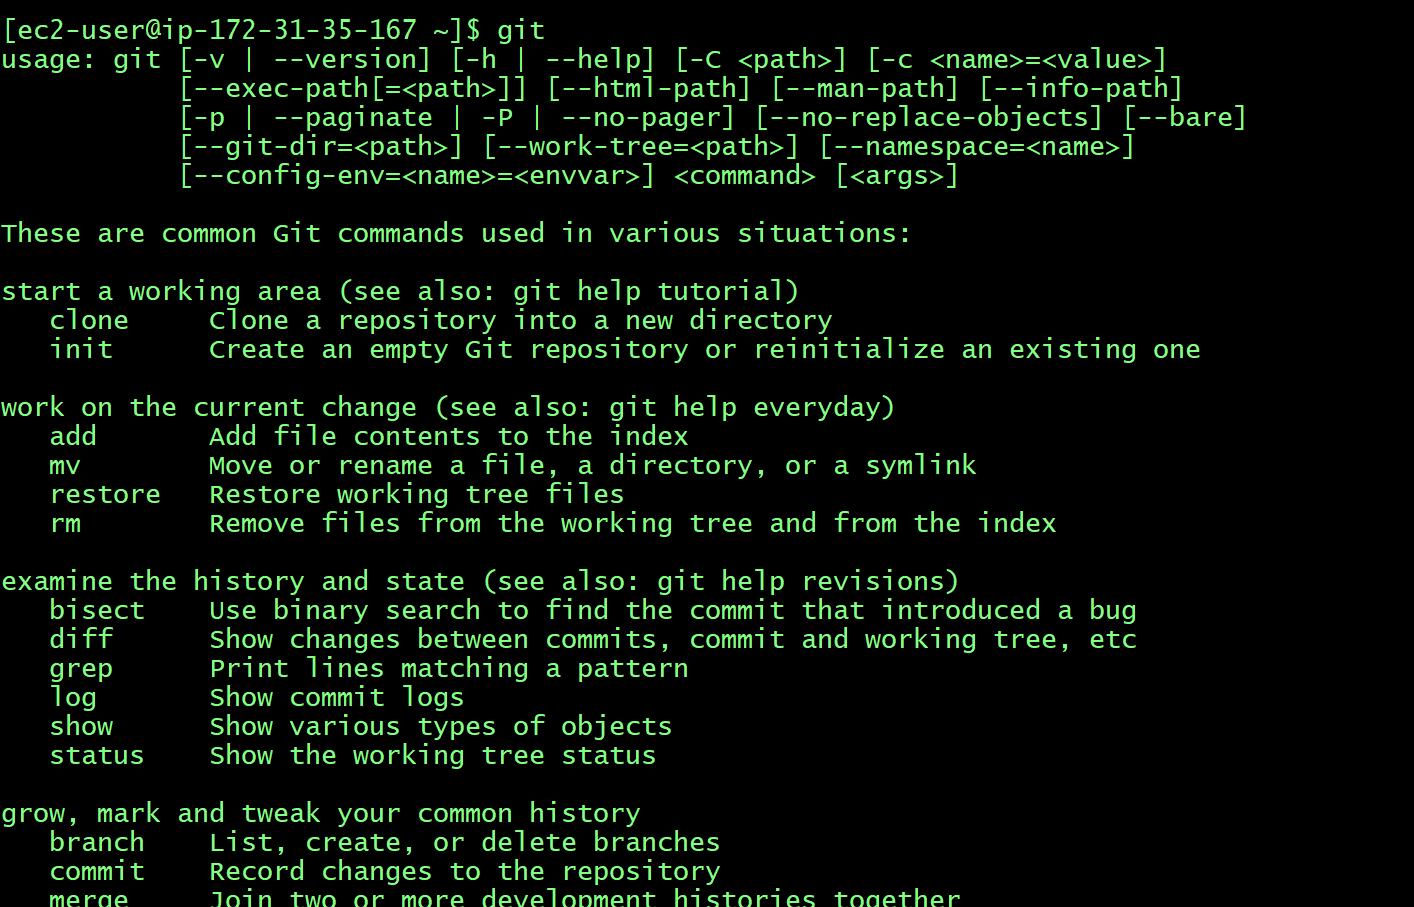 [ec2-user@ip-172-31-35-167 ~]$ git
usage: git [-v | --version] [-h | --help] [-C <path>] [-c <name>=<value>]
           [--exec-path[=<path>]] [--html-path] [--man-path] [--info-path]
           [-p | --paginate | -P | --no-pager] [--no-replace-objects] [--bare]
           [--git-dir=<path>] [--work-tree=<path>] [--namespace=<name>]
           [--config-env=<name>=<envvar>] <command> [<args>]

These are common Git commands used in various situations:

start a working area (see also: git help tutorial)
   clone     Clone a repository into a new directory
   init      Create an empty Git repository or reinitialize an existing one

work on the current change (see also: git help everyday)
   add       Add file contents to the index
   mv        Move or rename a file, a directory, or a symlink
   restore   Restore working tree files
   rm        Remove files from the working tree and from the index

examine the history and state (see also: git help revisions)
   bisect    Use binary search to find the commit that introduced a bug
   diff      Show changes between commits, commit and working tree, etc
   grep      Print lines matching a pattern
   log       Show commit logs
   show      Show various types of objects
   status    Show the working tree status

grow, mark and tweak your common history
   branch    List, create, or delete branches
   commit    Record changes to the repository
   merge     Join two or more development histories together